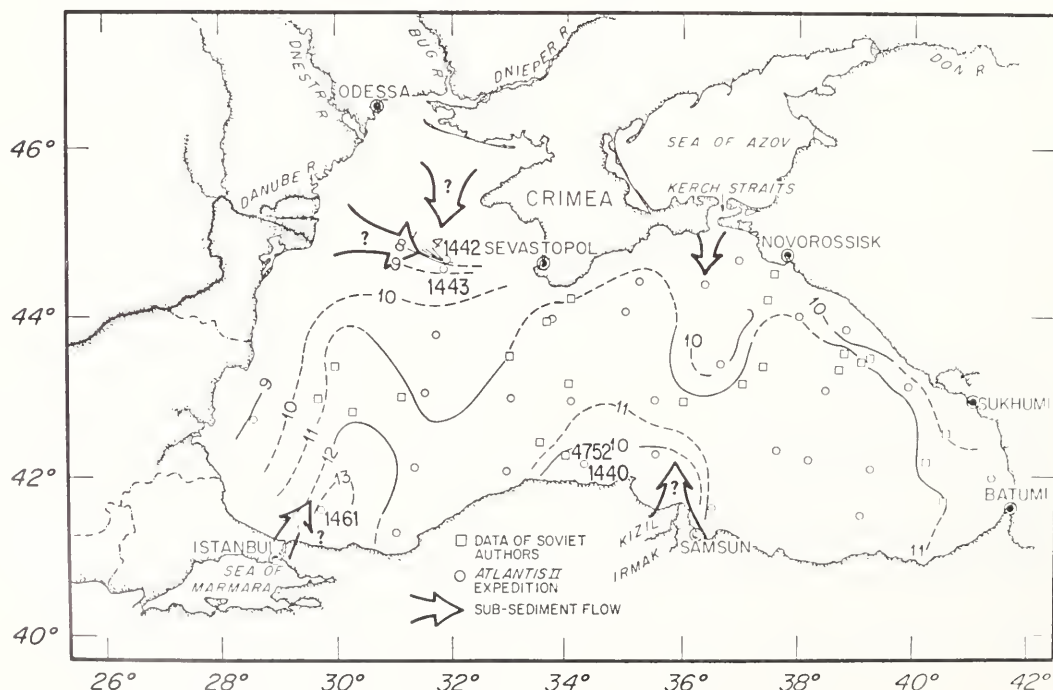 BUG R
DNIEPER R
DNESTR R
DON R
ODESSA
46°
SEA OF AZOV
DANUBE R
?
CRIMEA
KERCH STRAITS
?
8
1442
SEVASTOPOL
NOVOROSSISK
9
1443
10
44°
10
10
9
10
11
12
11
10
SUKHUMI
4752
1440
11
42°
13
1461
?
?
BATUMI
KIZIL
IRMAK
11
ISTANBUL
SAMSUN
SEA OF
MARMARA
□ DATA OF SOVIET
AUTHORS
○ ATLANTIS II
EXPEDITION
SUB-SEDIMENT FLOW
40°
26° 28° 30° 32° 34° 36° 38° 40° 42°